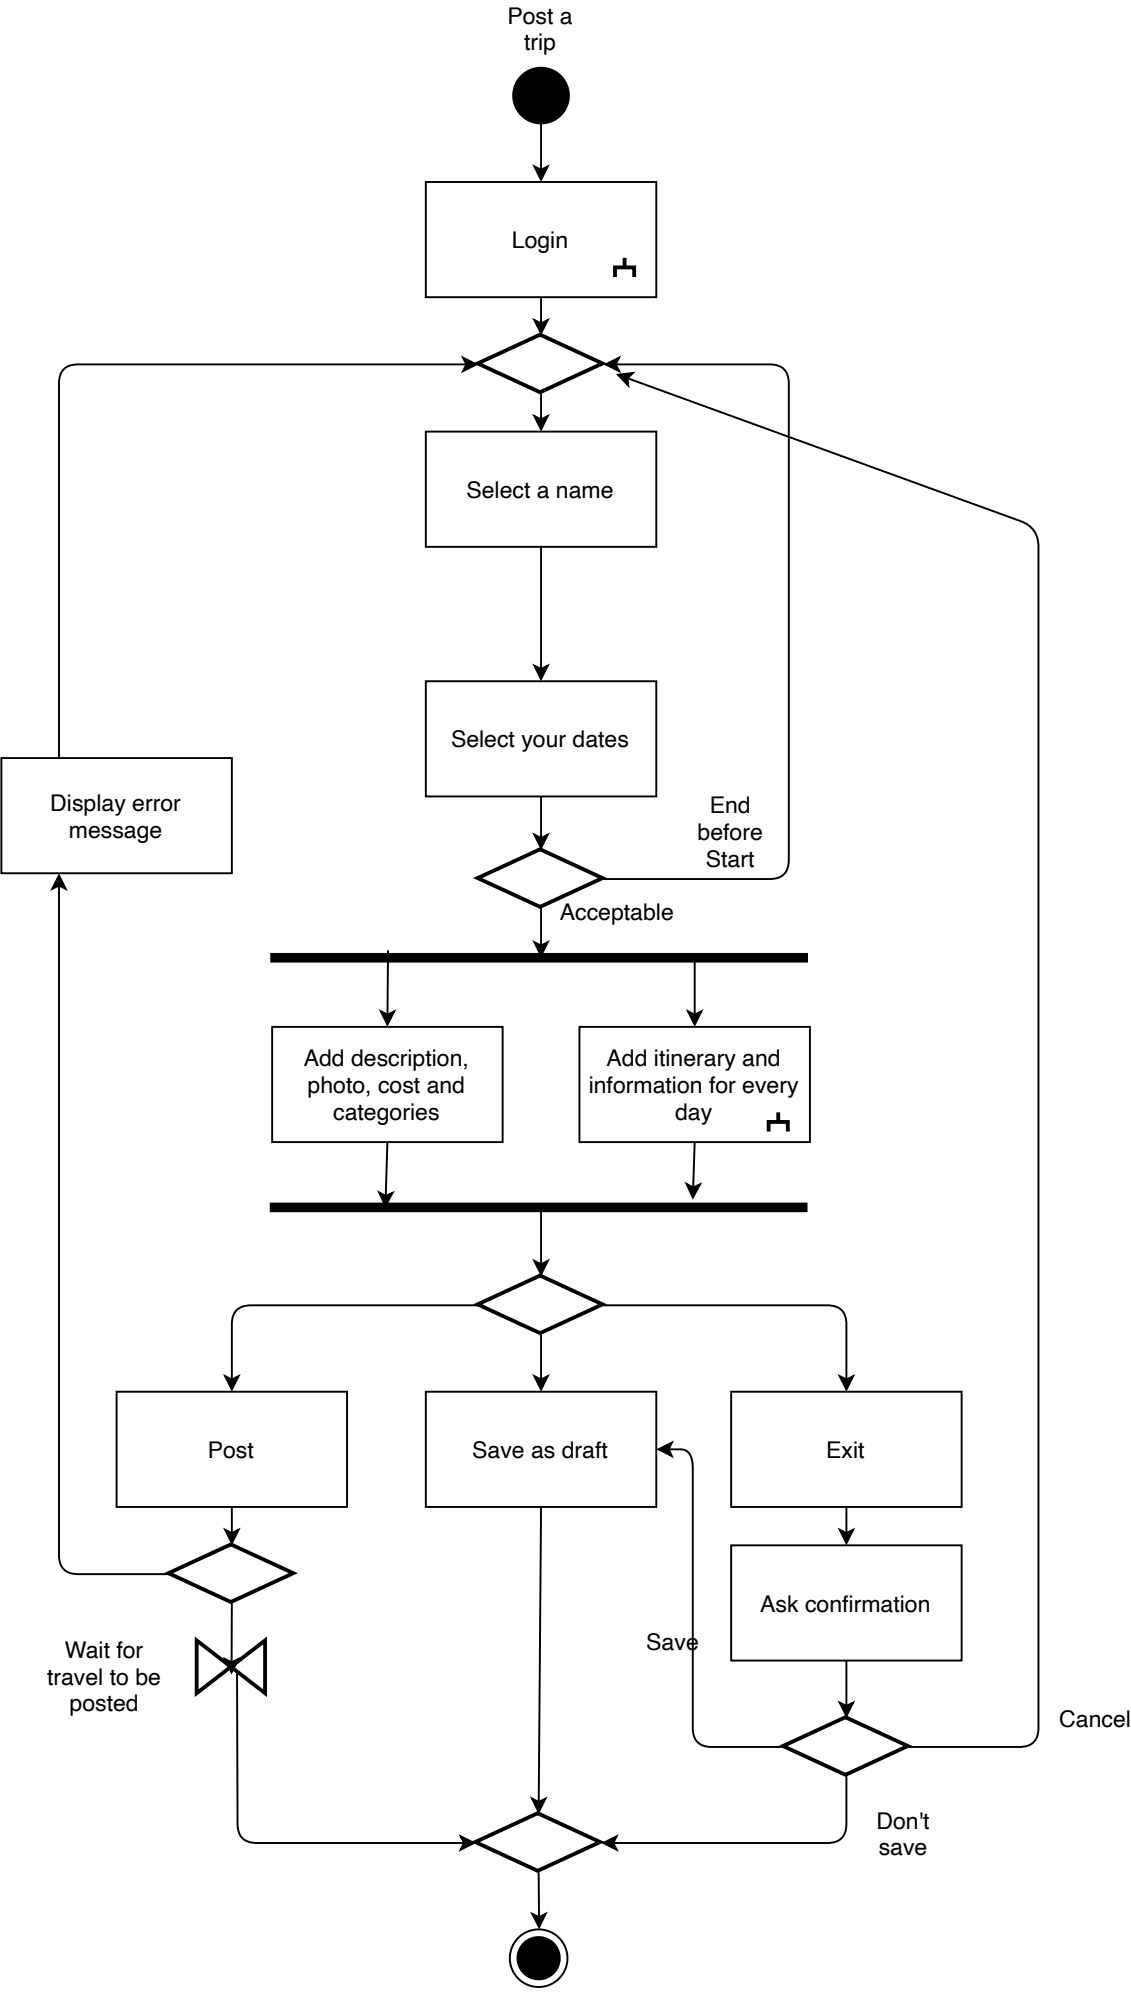 Post a
trip
Login
Select a name
Select your dates
End
before
Start
Display error
message
Acceptable
Add description,
photo, cost and
categories
Add itinerary and
information for every
day
Post
Save as draft
Exit
Ask confirmation
Save
Wait for
travel to be
posted
Cancel
Don't
save